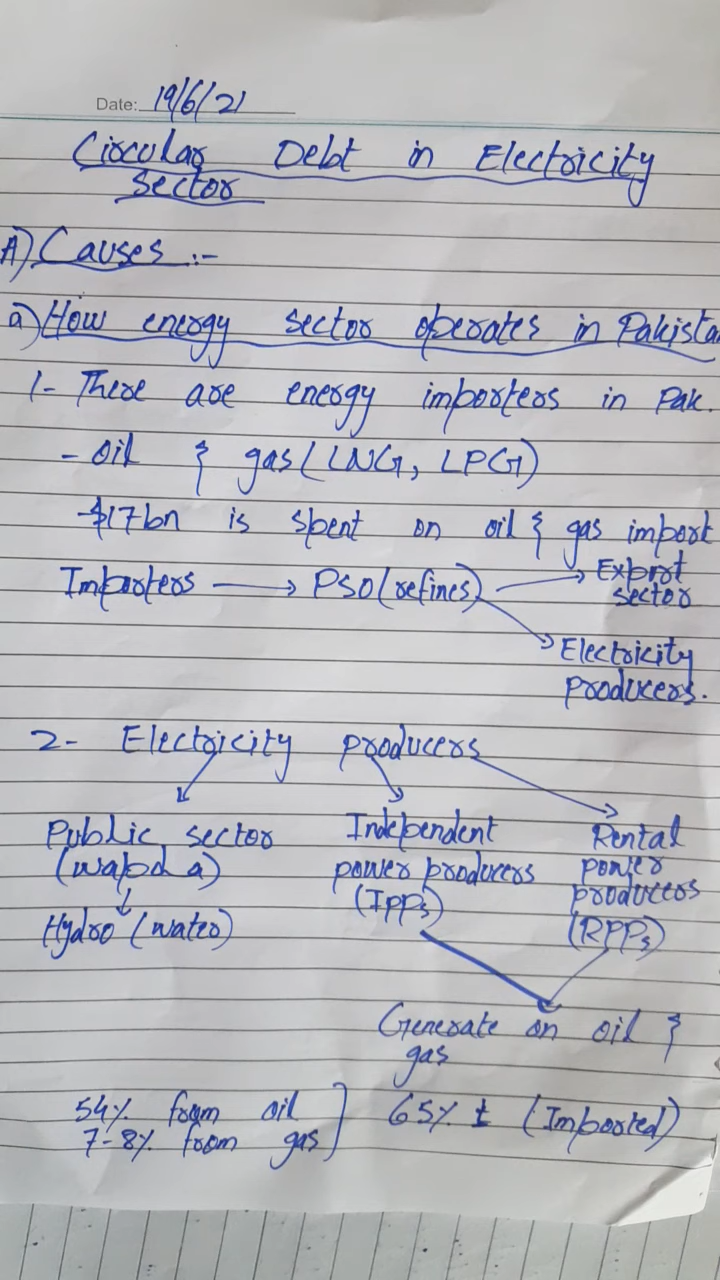 Date: 19/6/21
Circular Debt in Electricity
Sector
A) Causes :-
a) How energy sector operates in Pakista
1- There are energy importers in Pak.
- Oil & gas (LNG, LPG)
- $17bn is spent on oil & gas import
Importers → PSO (refines) → Export
sector
→ Electricity
producers.
2- Electricity producers
Public sector
(wapda)
↓
Hydro (water)
Independent
power producers
(IPPs)
Rental
power
producers
(RPPs)
Generate on oil &
gas
54% from oil
7-8% from gas
] 65% ± (Imported)